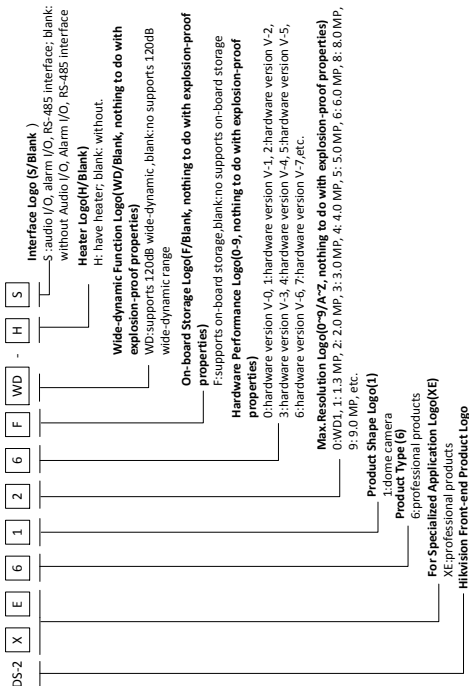 DS-2 X E 6 1 2 6 F WD - H S
Interface Logo (S/Blank )
S :audio I/O, alarm I/O, RS-485 interface; blank:
without Audio I/O, Alarm I/O, RS-485 interface
Heater Logo(H/Blank)
H: have heater; blank: without.
Wide-dynamic Function Logo(WD/Blank, nothing to do with
explosion-proof properties)
WD:supports 120dB wide-dynamic ,blank:no supports 120dB
wide-dynamic range
On-board Storage Logo(F/Blank, nothing to do with explosion-proof
properties)
F:supports on-board storage,blank:no supports on-board storage
Hardware Performance Logo(0-9, nothing to do with explosion-proof
properties)
0:hardware version V-0, 1:hardware version V-1, 2:hardware version V-2,
3:hardware version V-3, 4:hardware version V-4, 5:hardware version V-5,
6:hardware version V-6, 7:hardware version V-7,etc.
Max.Resolution Logo(0~9/A~Z, nothing to do with explosion-proof properties)
0:WD1, 1: 1.3 MP, 2: 2.0 MP, 3: 3.0 MP, 4: 4.0 MP, 5: 5.0 MP, 6: 6.0 MP, 8: 8.0 MP,
9: 9.0 MP, etc.
Product Shape Logo(1)
1:dome camera
Product Type (6)
6:professional products
For Specialized Application Logo(XE)
XE:professional products
Hikvision Front-end Product Logo